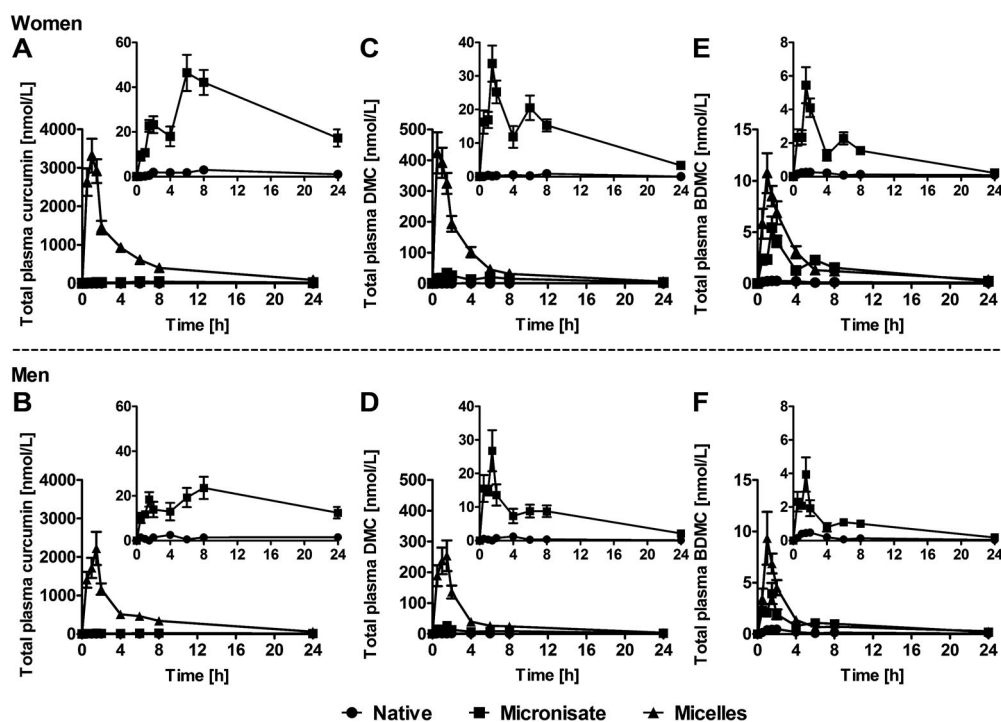 Women
A
Total plasma curcumin [nmol/L]
4000
3000
2000
1000
0
0 4 8 12 16 20 24
Time [h]
60
40
20
0
0 4 8 12 16 20 24
C
Total plasma DMC [nmol/L]
500
400
300
200
100
0
0 4 8 12 16 20 24
Time [h]
40
30
20
10
0
0 4 8 12 16 20 24
E
Total plasma BDMC [nmol/L]
15
10
5
0
0 4 8 12 16 20 24
Time [h]
8
6
4
2
0
0 4 8 12 16 20 24
Men
B
Total plasma curcumin [nmol/L]
4000
3000
2000
1000
0
0 4 8 12 16 20 24
Time [h]
60
40
20
0
0 4 8 12 16 20 24
D
Total plasma DMC [nmol/L]
500
400
300
200
100
0
0 4 8 12 16 20 24
Time [h]
40
30
20
10
0
0 4 8 12 16 20 24
F
Total plasma BDMC [nmol/L]
15
10
5
0
0 4 8 12 16 20 24
Time [h]
8
6
4
2
0
0 4 8 12 16 20 24
Native Micronisate Micelles